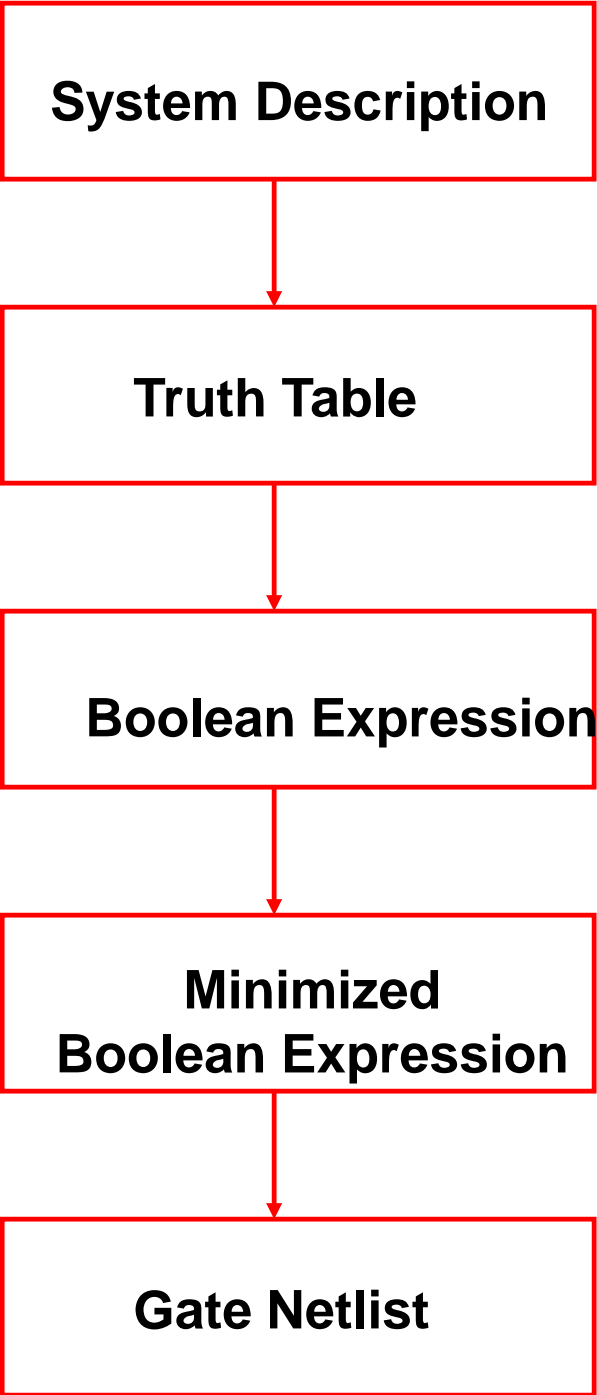 System Description
Truth Table
Boolean Expression
Minimized
Boolean Expression
Gate Netlist